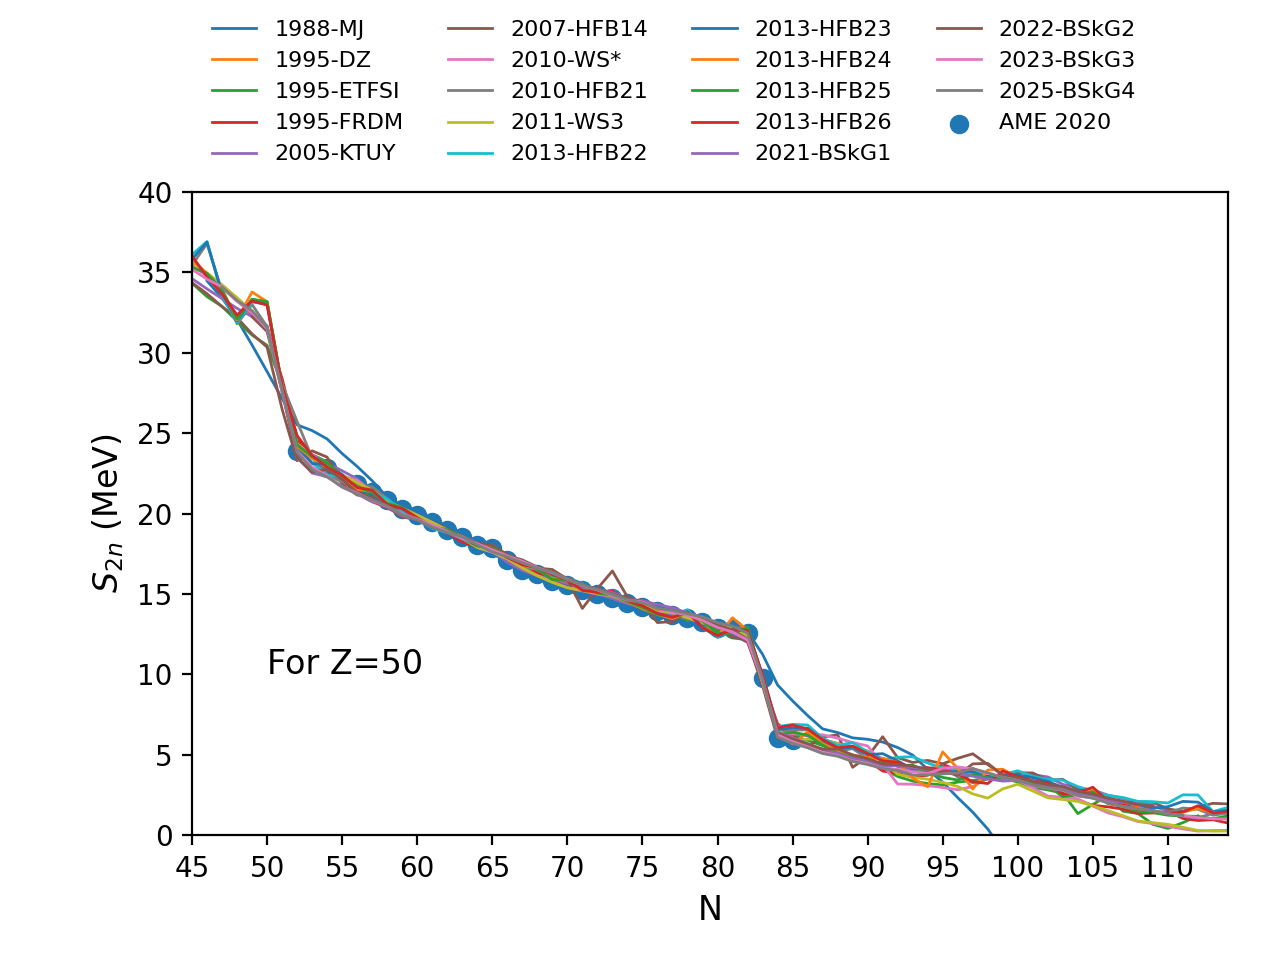 1988-MJ
1995-DZ
1995-ETFSI
1995-FRDM
2005-KTUY
2007-HFB14
2010-WS*
2010-HFB21
2011-WS3
2013-HFB22
2013-HFB23
2013-HFB24
2013-HFB25
2013-HFB26
2021-BSkG1
2022-BSkG2
2023-BSkG3
2025-BSkG4
AME 2020
40
35
30
25
20
15
10
5
0
S2n (MeV)
For Z=50
45 50 55 60 65 70 75 80 85 90 95 100 105 110
N